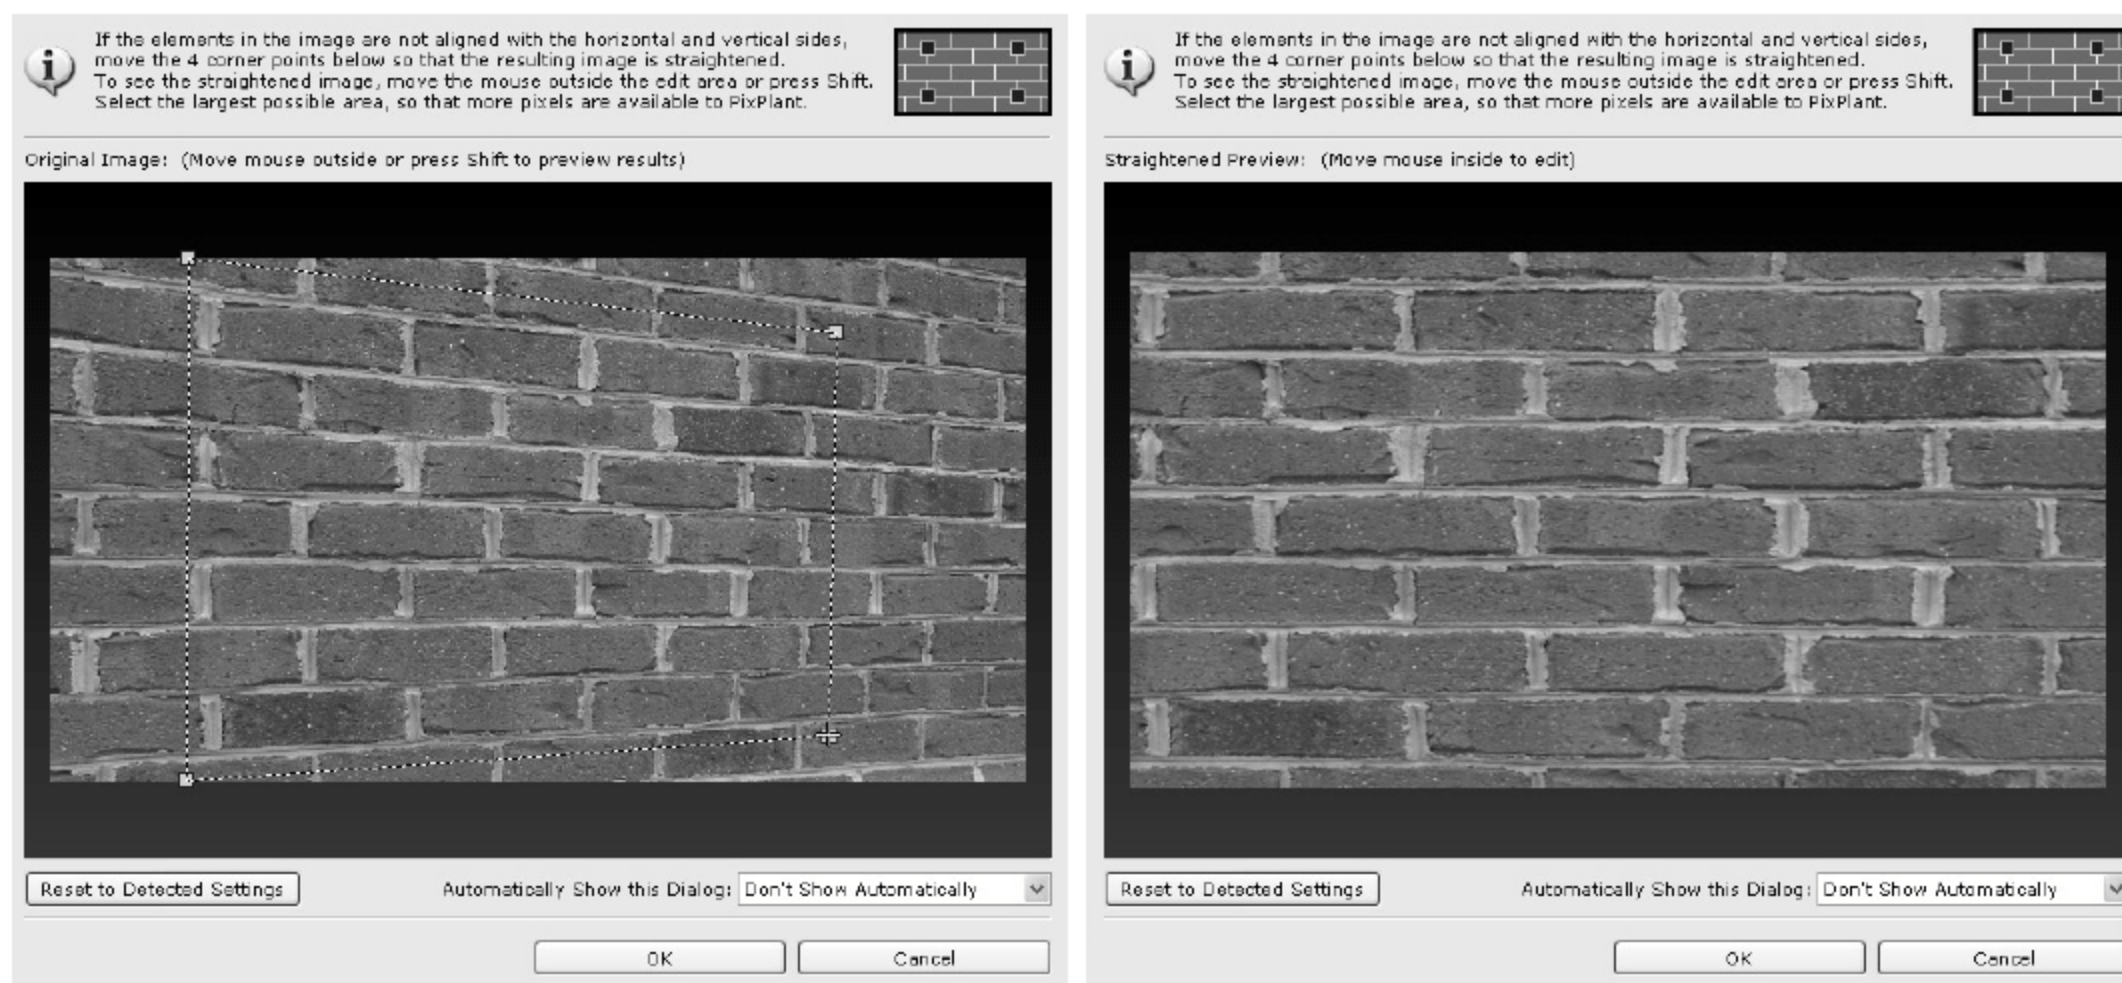 If the elements in the image are not aligned with the horizontal and vertical sides,
move the 4 corner points below so that the resulting image is straightened.
To see the straightened image, move the mouse outside the edit area or press Shift.
Select the largest possible area, so that more pixels are available to PixPlant.
Original Image: (Move mouse outside or press Shift to preview results)
Reset to Detected Settings
Automatically Show this Dialog: Don't Show Automatically
OK
Cancel
If the elements in the image are not aligned with the horizontal and vertical sides,
move the 4 corner points below so that the resulting image is straightened.
To see the straightened image, move the mouse outside the edit area or press Shift.
Select the largest possible area, so that more pixels are available to PixPlant.
Straightened Preview: (Move mouse inside to edit)
Reset to Detected Settings
Automatically Show this Dialog: Don't Show Automatically
OK
Cancel